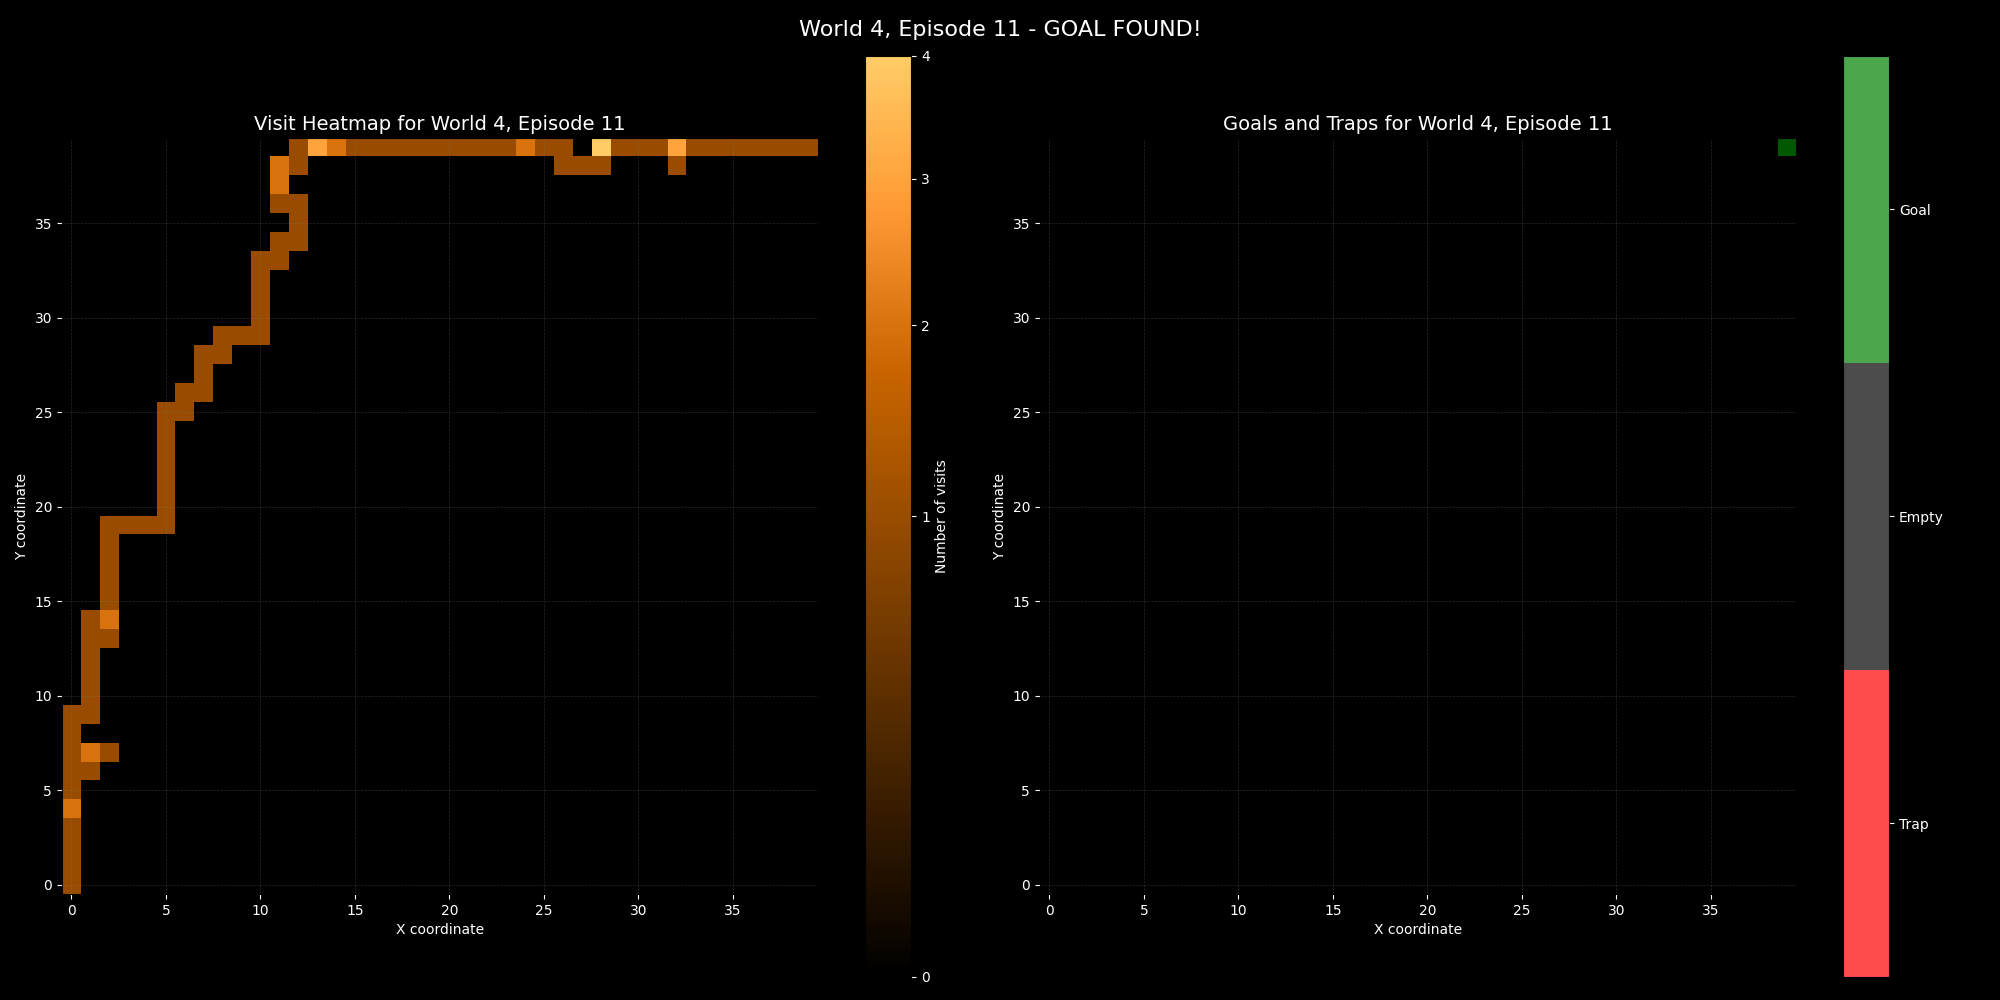 World 4, Episode 11 - GOAL FOUND!
Visit Heatmap for World 4, Episode 11
35
30
25
20
15
10
5
0
Y coordinate
0 5 10 15 20 25 30 35
X coordinate
4
3
2
1
0
Number of visits
Goals and Traps for World 4, Episode 11
35
30
25
20
15
10
5
0
Y coordinate
0 5 10 15 20 25 30 35
X coordinate
Goal
Empty
Trap